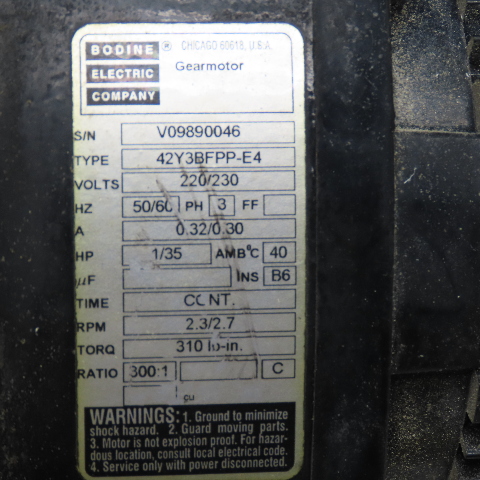 BODINE ® CHICAGO 60618, U.S.A.
ELECTRIC Gearmotor
COMPANY
S/N V09890046
TYPE 42Y3BFPP-E4
VOLTS 220/230
HZ 50/60 PH 3 FF
A 0.32/0.30
HP 1/35 AMB°C 40
µF INS B6
TIME CONT.
RPM 2.3/2.7
TORQ 310 lb-in.
RATIO 300:1 C
WARNINGS: 1. Ground to minimize
shock hazard. 2. Guard moving parts.
3. Motor is not explosion proof. For hazar-
dous location, consult local electrical code.
4. Service only with power disconnected.